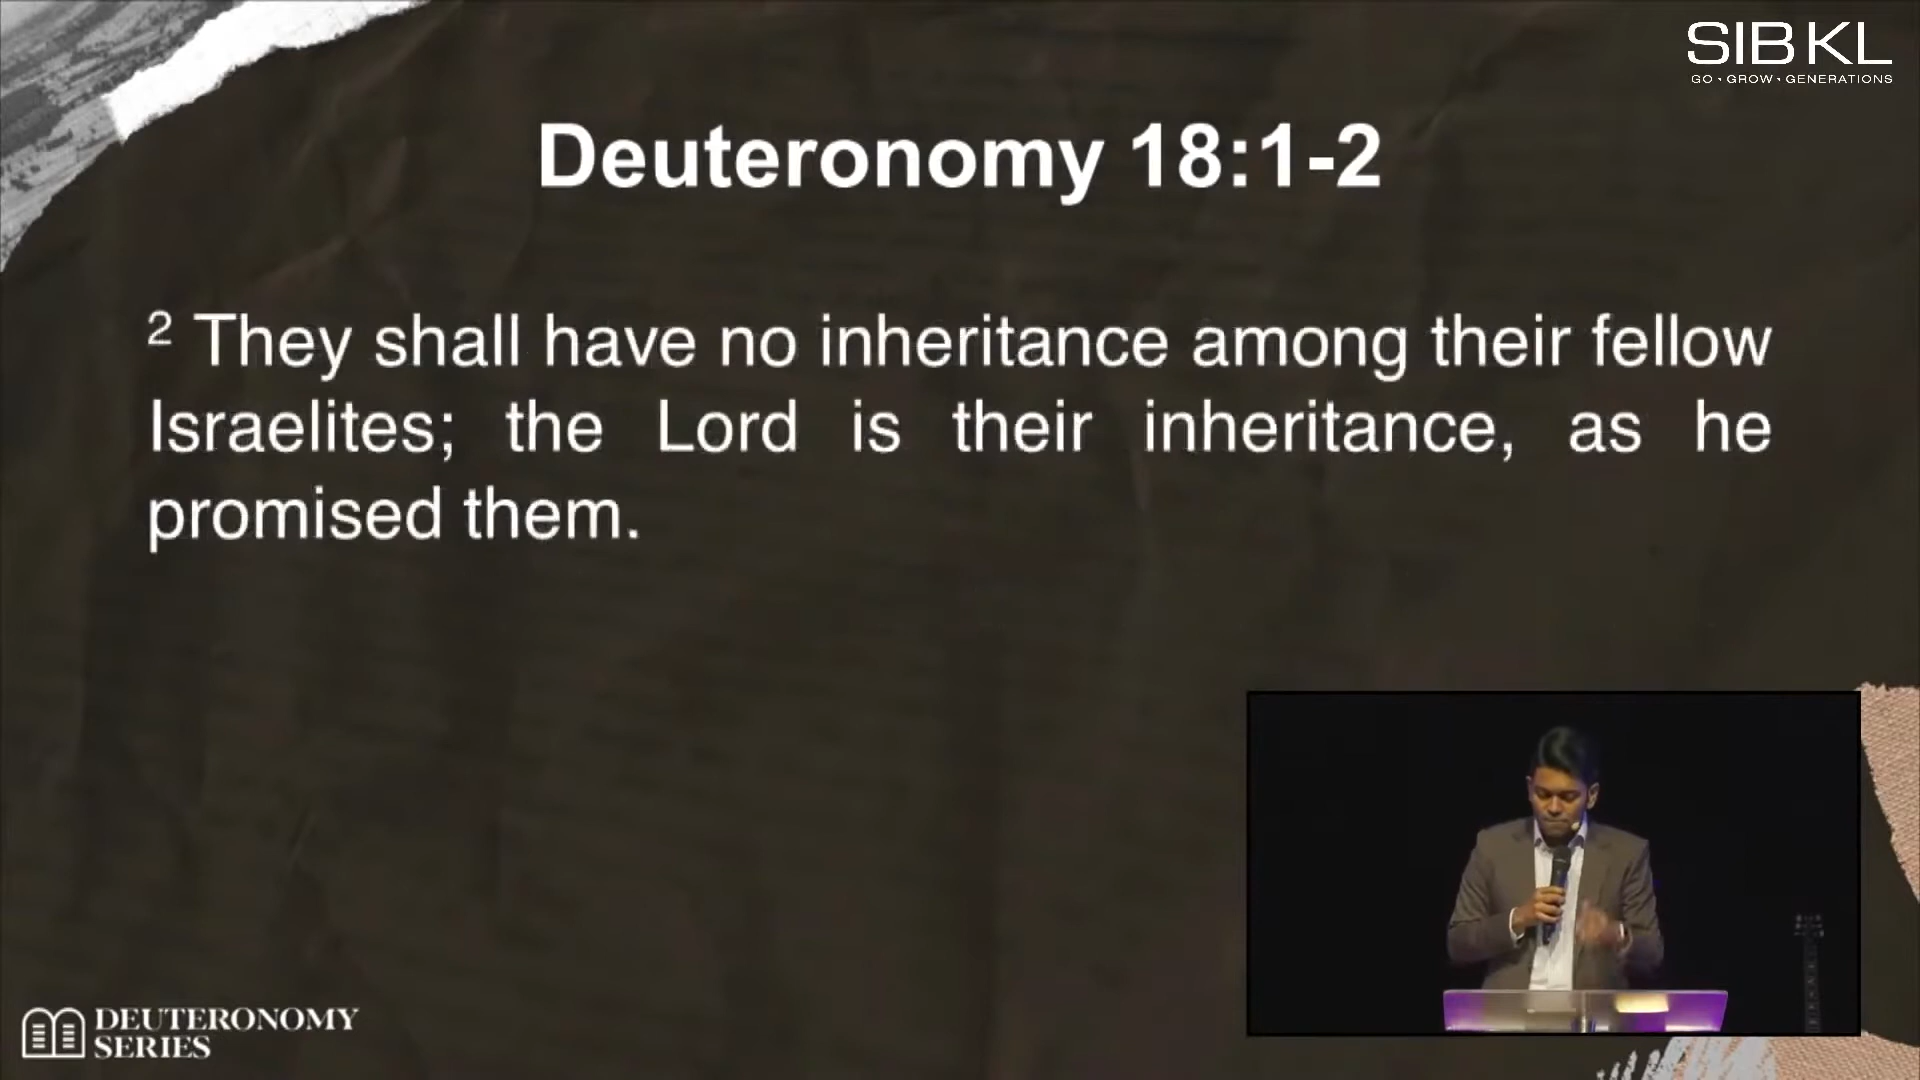 SIBKL
GO · GROW · GENERATIONS
Deuteronomy 18:1-2
² They shall have no inheritance among their fellow
Israelites; the Lord is their inheritance, as he
promised them.
DEUTERONOMY
SERIES